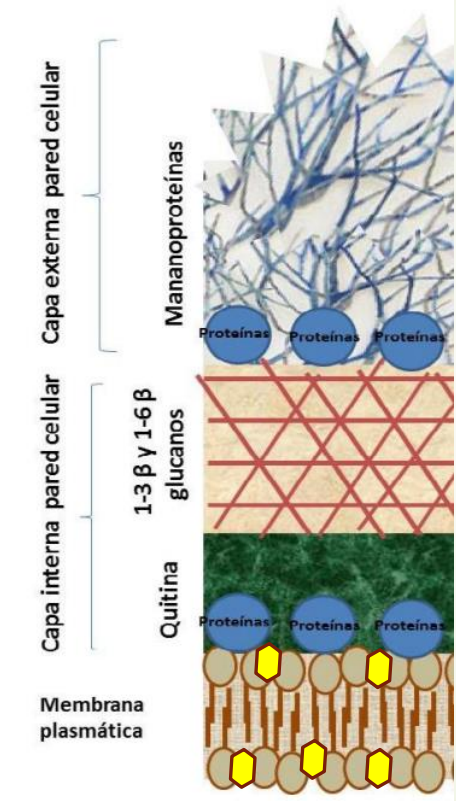 Capa externa pared celular
Mananoproteínas
Proteínas Proteínas Proteínas
Capa interna pared celular
1-3 β y 1-6 β
glucanos
Quitina
Proteínas Proteínas Proteínas
Membrana
plasmática